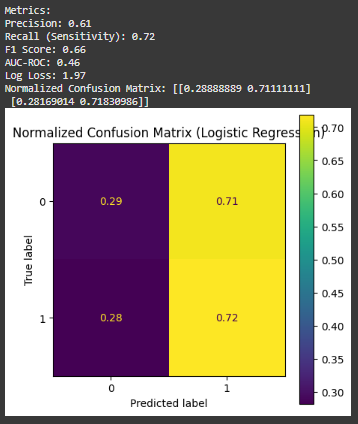 Metrics:
Precision: 0.61
Recall (Sensitivity): 0.72
F1 Score: 0.66
AUC-ROC: 0.46
Log Loss: 1.97
Normalized Confusion Matrix: [[0.28888889 0.71111111]
[0.28169014 0.71830986]]
Normalized Confusion Matrix (Logistic Regression)
0.70
0.65
0.60
0.55
0.50
0.45
0.40
0.35
0.30
True label
0
1
0.29
0.71
0.28
0.72
0
1
Predicted label